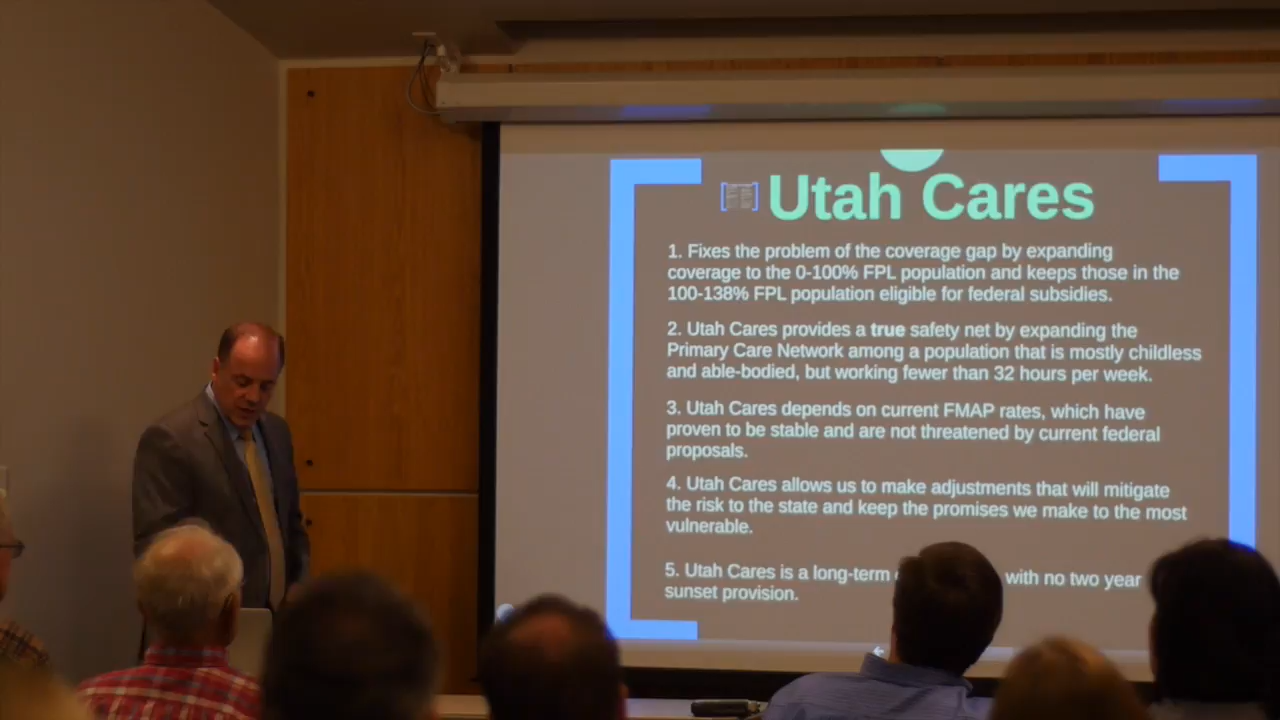 Utah Cares
1. Fixes the problem of the coverage gap by expanding
coverage to the 0-100% FPL population and keeps those in the
100-138% FPL population eligible for federal subsidies.
2. Utah Cares provides a true safety net by expanding the
Primary Care Network among a population that is mostly childless
and able-bodied, but working fewer than 32 hours per week.
3. Utah Cares depends on current FMAP rates, which have
proven to be stable and are not threatened by current federal
proposals.
4. Utah Cares allows us to make adjustments that will mitigate
the risk to the state and keep the promises we make to the most
vulnerable.
5. Utah Cares is a long-term with no two year
sunset provision.